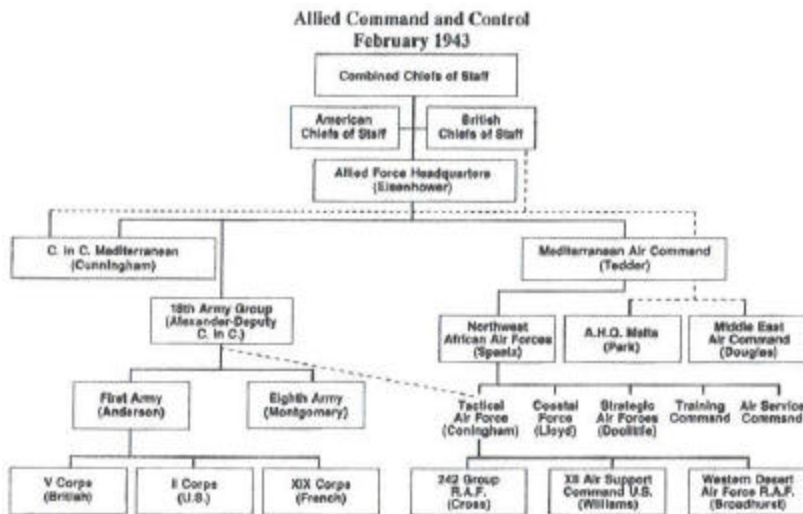 Allied Command and Control
February 1943
Combined Chiefs of Staff
American
Chiefs of Staff
British
Chiefs of Staff
Allied Force Headquarters
(Eisenhower)
C. in C. Mediterranean
(Cunningham)
Mediterranean Air Command
(Tedder)
18th Army Group
(Alexander-Deputy
C. in C.)
Northwest
African Air Forces
(Spaatz)
A.H.Q. Malta
(Park)
Middle East
Air Command
(Douglas)
First Army
(Anderson)
Eighth Army
(Montgomery)
Tactical
Air Force
(Coningham)
Coastal
Force
(Lloyd)
Strategic
Air Forces
(Doolittle)
Training
Command
Air Service
Command
V Corps
(British)
II Corps
(U.S.)
XIX Corps
(French)
242 Group
R.A.F.
(Cross)
XII Air Support
Command U.S.
(Williams)
Western Desert
Air Force R.A.F.
(Broadhurst)